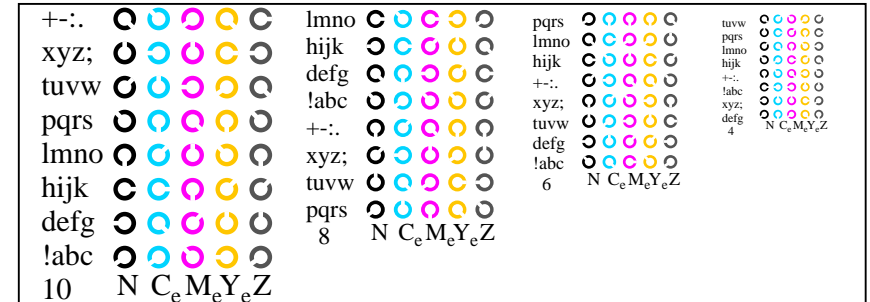 +-:.
xyz;
tuvw
pqrs
lmno
hijk
defg
!abc
10 N CeMeYeZ
lmno
hijk
defg
!abc
+-:.
xyz;
tuvw
pqrs
8 N CeMeYeZ
pqrs
lmno
hijk
+-:.
xyz;
tuvw
defg
!abc
6 N CeMeYeZ
tuvw
pqrs
lmno
hijk
+-:.
!abc
xyz;
defg
4 N CeMeYeZ